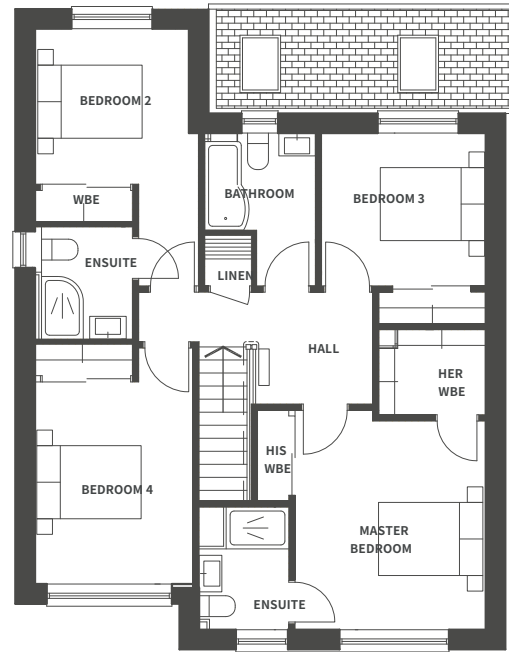 BEDROOM 2
WBE
BATHROOM
BEDROOM 3
ENSUITE
LINEN
HALL
HER
WBE
HIS
WBE
BEDROOM 4
MASTER
BEDROOM
ENSUITE